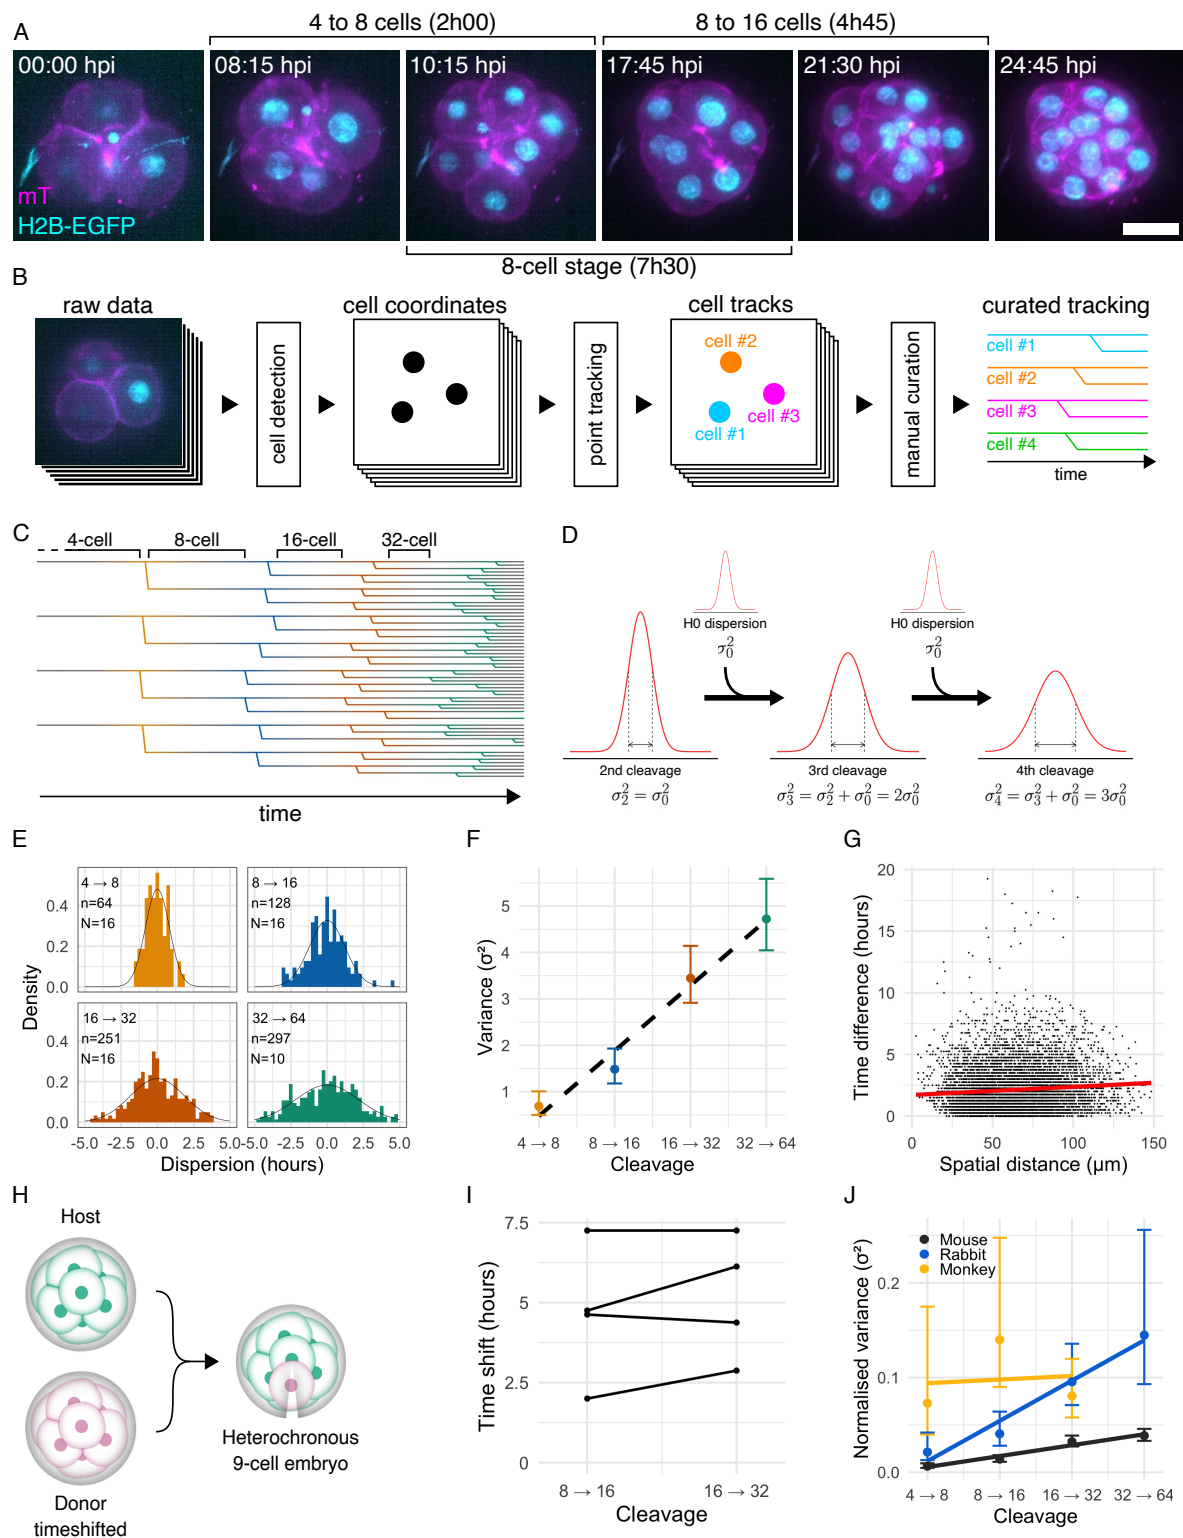 A
4 to 8 cells (2h00)
8 to 16 cells (4h45)
00:00 hpi
08:15 hpi
10:15 hpi
17:45 hpi
21:30 hpi
24:45 hpi
mT
H2B-EGFP
8-cell stage (7h30)
B
raw data
cell detection
cell coordinates
point tracking
cell tracks
cell #2
cell #3
cell #1
manual curation
curated tracking
cell #1
cell #2
cell #3
cell #4
time
C
4-cell
8-cell
16-cell
32-cell
time
D
H0 dispersion
σ₀²
H0 dispersion
σ₀²
2nd cleavage
σ₂² = σ₀²
3rd cleavage
σ₃² = σ₂² + σ₀² = 2σ₀²
4th cleavage
σ₄² = σ₃² + σ₀² = 3σ₀²
E
4 → 8
n=64
N=16
8 → 16
n=128
N=16
16 → 32
n=251
N=16
32 → 64
n=297
N=10
0.4
0.2
0.0
0.4
0.2
0.0
Density
-5.0 -2.5 0.0 2.5 5.0
-5.0 -2.5 0.0 2.5 5.0
Dispersion (hours)
F
5
4
3
2
1
Variance (σ²)
4 → 8
8 → 16
16 → 32
32 → 64
Cleavage
G
20
15
10
5
0
Time difference (hours)
0 50 100 150
Spatial distance (µm)
H
Host
Donor
timeshifted
Heterochronous
9-cell embryo
I
7.5
5
2.5
0
Time shift (hours)
8 → 16
16 → 32
Cleavage
J
Mouse
Rabbit
Monkey
0.2
0.1
0.0
Normalised variance (σ²)
4 → 8
8 → 16
16 → 32
32 → 64
Cleavage